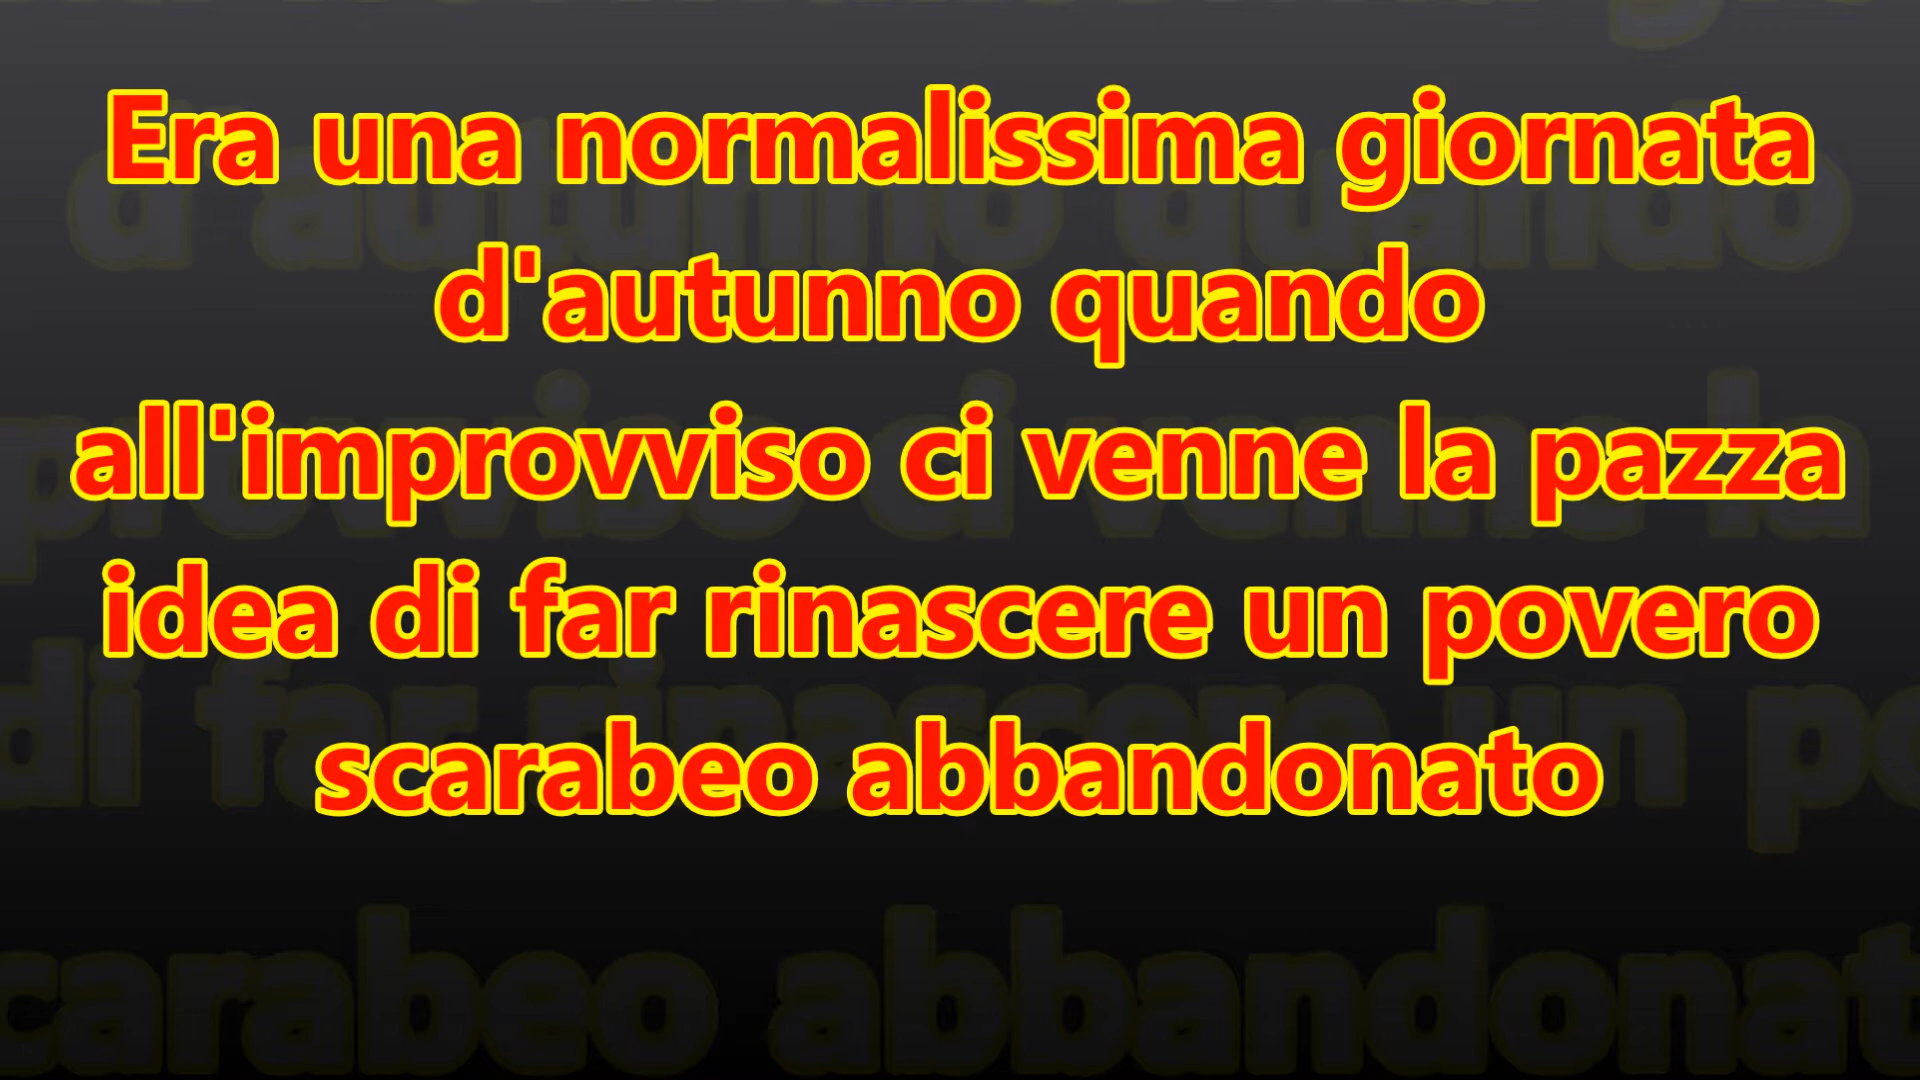 Era una normalissima giornata
d'autunno quando
all'improvviso ci venne la pazza
idea di far rinascere un povero
scarabeo abbandonato